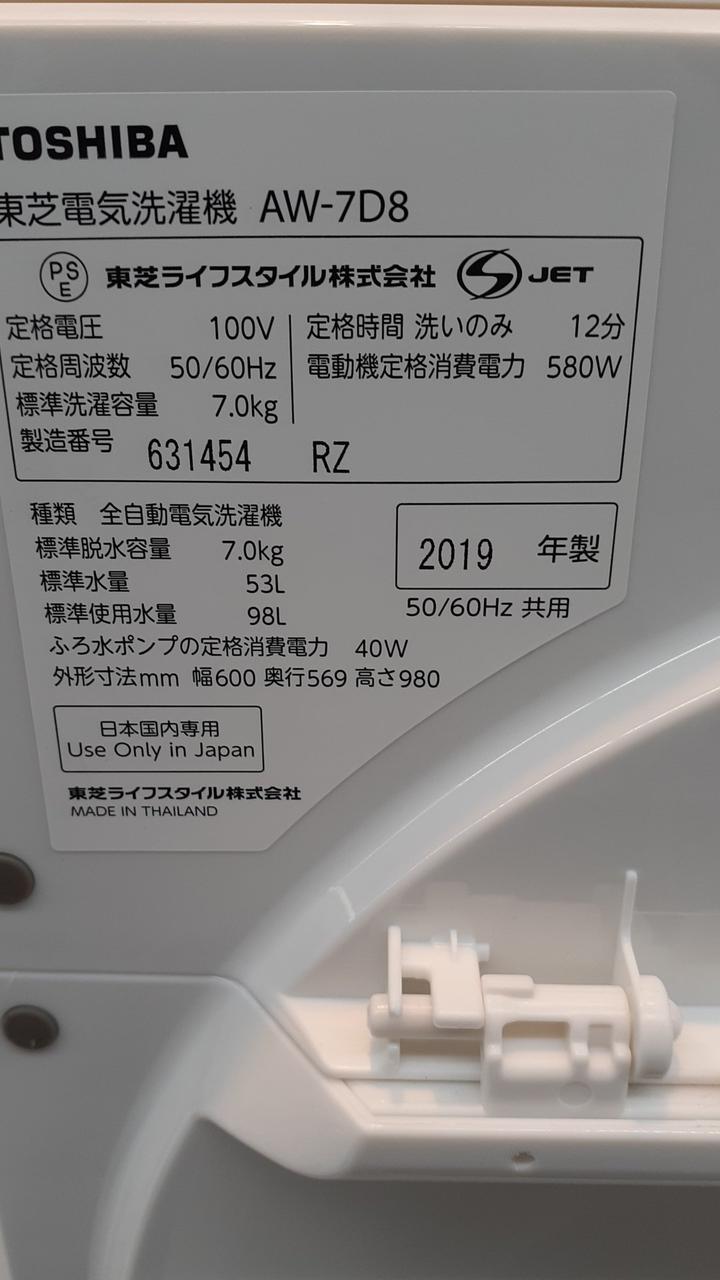 TOSHIBA
東芝電気洗濯機 AW-7D8
PSE 東芝ライフスタイル株式会社 JET
定格電圧 100V
定格周波数 50/60Hz
標準洗濯容量 7.0kg
定格時間 洗いのみ 12分
電動機定格消費電力 580W
製造番号 631454 RZ
種類 全自動電気洗濯機
標準脱水容量 7.0kg
標準水量 53L
標準使用水量 98L
2019 年製
50/60Hz 共用
ふろ水ポンプの定格消費電力 40W
外形寸法mm 幅600 奥行569 高さ980
日本国内専用
Use Only in Japan
東芝ライフスタイル株式会社
MADE IN THAILAND